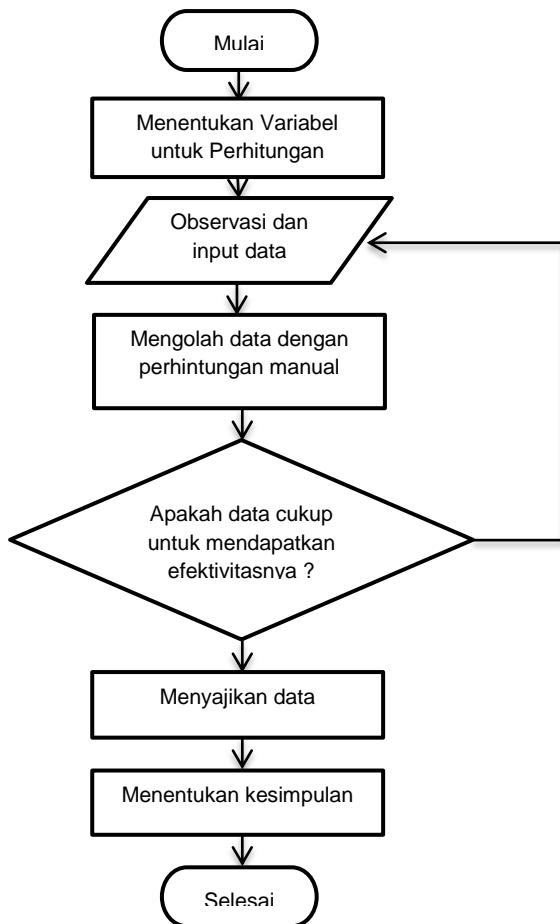 Mulai
Menentukan Variabel
untuk Perhitungan
Observasi dan
input data
Mengolah data dengan
perhintungan manual
Apakah data cukup
untuk mendapatkan
efektivitasnya ?
Menyajikan data
Menentukan kesimpulan
Selesai